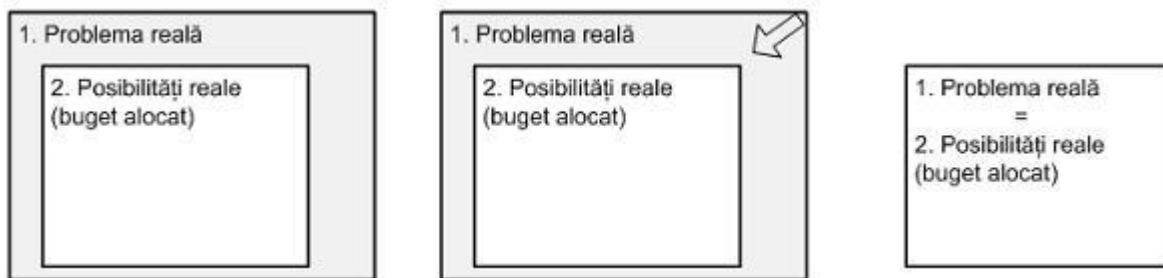 1. Problema reală
2. Posibilități reale
(buget alocat)
1. Problema reală
2. Posibilități reale
(buget alocat)
1. Problema reală
=
2. Posibilități reale
(buget alocat)